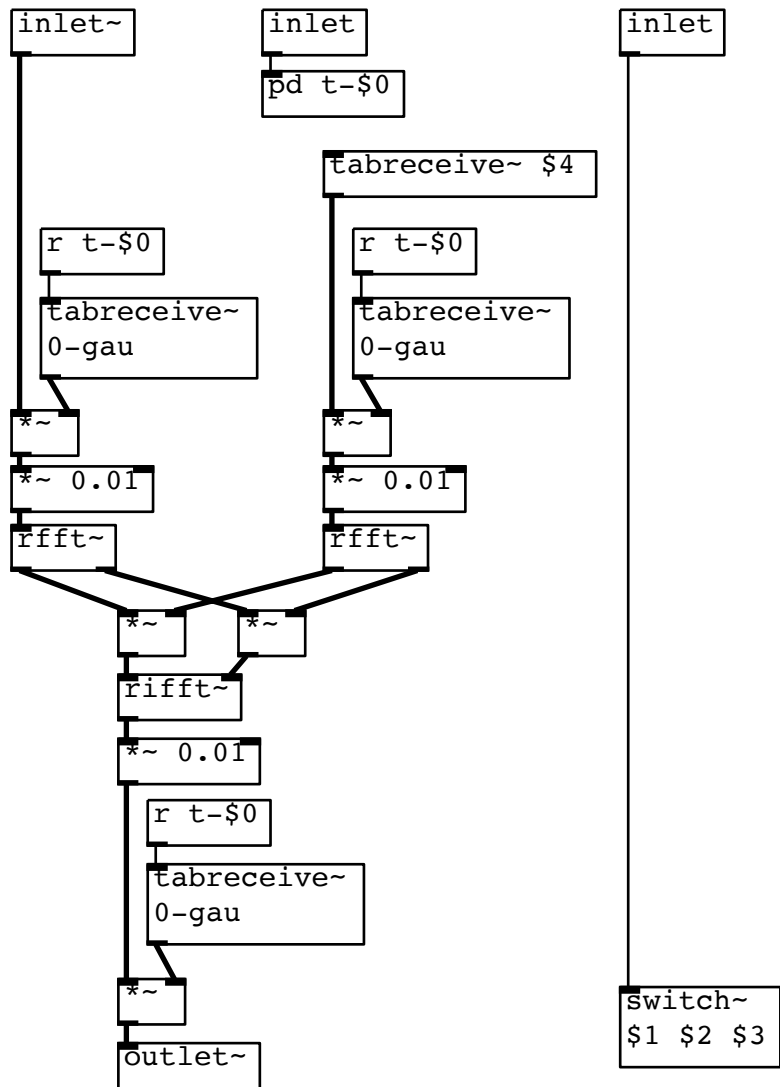 inlet~
inlet
inlet
pd t-$0
tabreceive~ $4
r t-$0
r t-$0
tabreceive~
0-gau
tabreceive~
0-gau
*~
*~
*~ 0.01
*~ 0.01
rfft~
rfft~
*~
*~
rifft~
*~ 0.01
r t-$0
tabreceive~
0-gau
*~
switch~
$1 $2 $3
outlet~